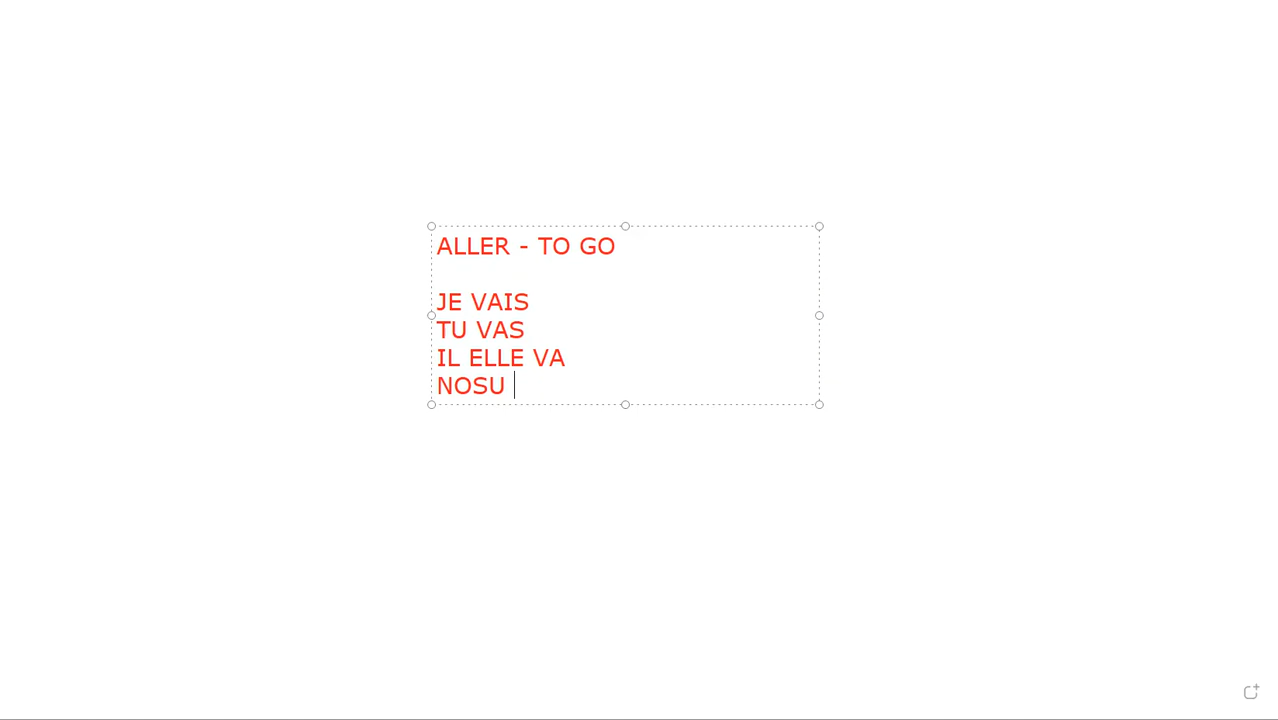 ALLER - TO GO
JE VAIS
TU VAS
IL ELLE VA
NOSU